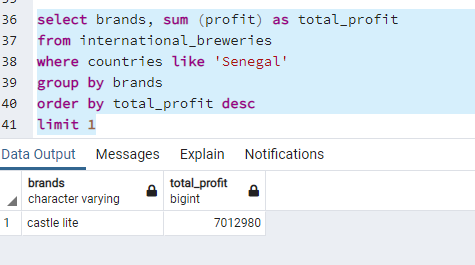 36 select brands, sum (profit) as total_profit
37 from international_breweries
38 where countries like 'Senegal'
39 group by brands
40 order by total_profit desc
41 limit 1
Data Output Messages Explain Notifications
brands total_profit
character varying bigint
1 castle lite 7012980